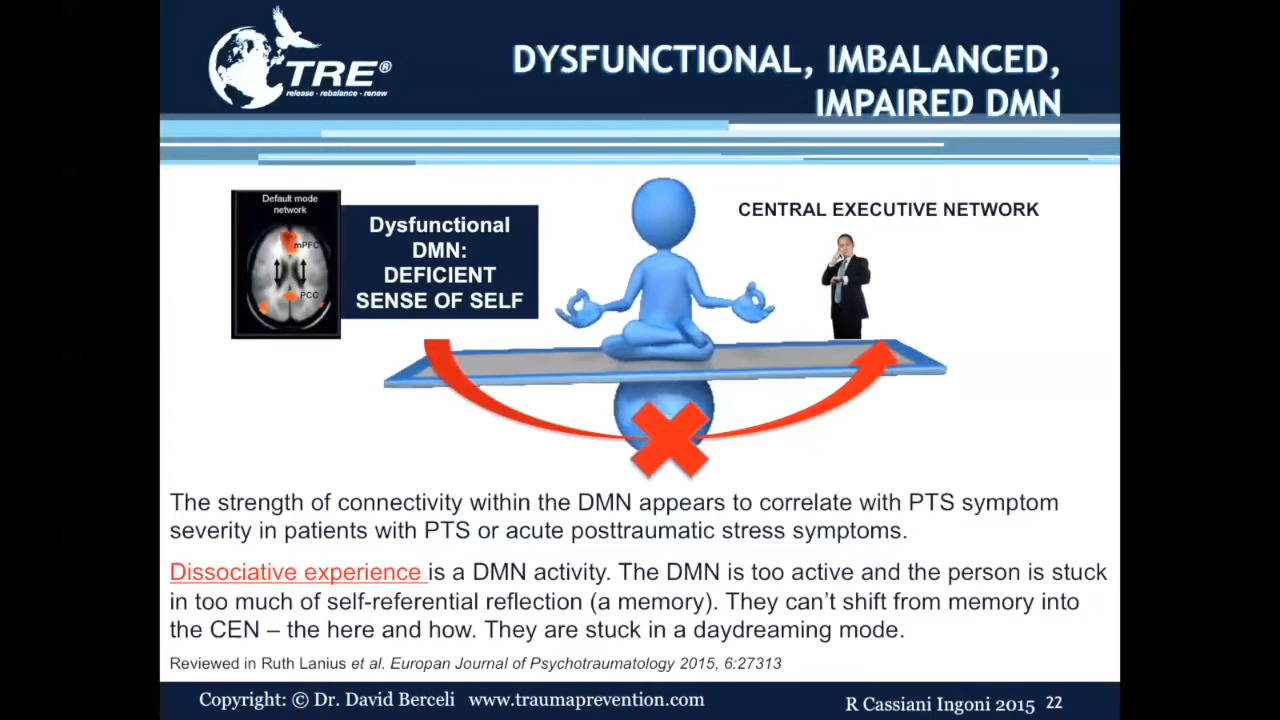 TRE®
release · rebalance · renew
DYSFUNCTIONAL, IMBALANCED,
IMPAIRED DMN
Default mode
network
mPFC
PCC
Dysfunctional
DMN:
DEFICIENT
SENSE OF SELF
CENTRAL EXECUTIVE NETWORK
The strength of connectivity within the DMN appears to correlate with PTS symptom
severity in patients with PTS or acute posttraumatic stress symptoms.
Dissociative experience is a DMN activity. The DMN is too active and the person is stuck
in too much of self-referential reflection (a memory). They can’t shift from memory into
the CEN – the here and how. They are stuck in a daydreaming mode.
Reviewed in Ruth Lanius et al. Europan Journal of Psychotraumatology 2015, 6:27313
Copyright: © Dr. David Berceli www.traumaprevention.com
R Cassiani Ingoni 2015 22